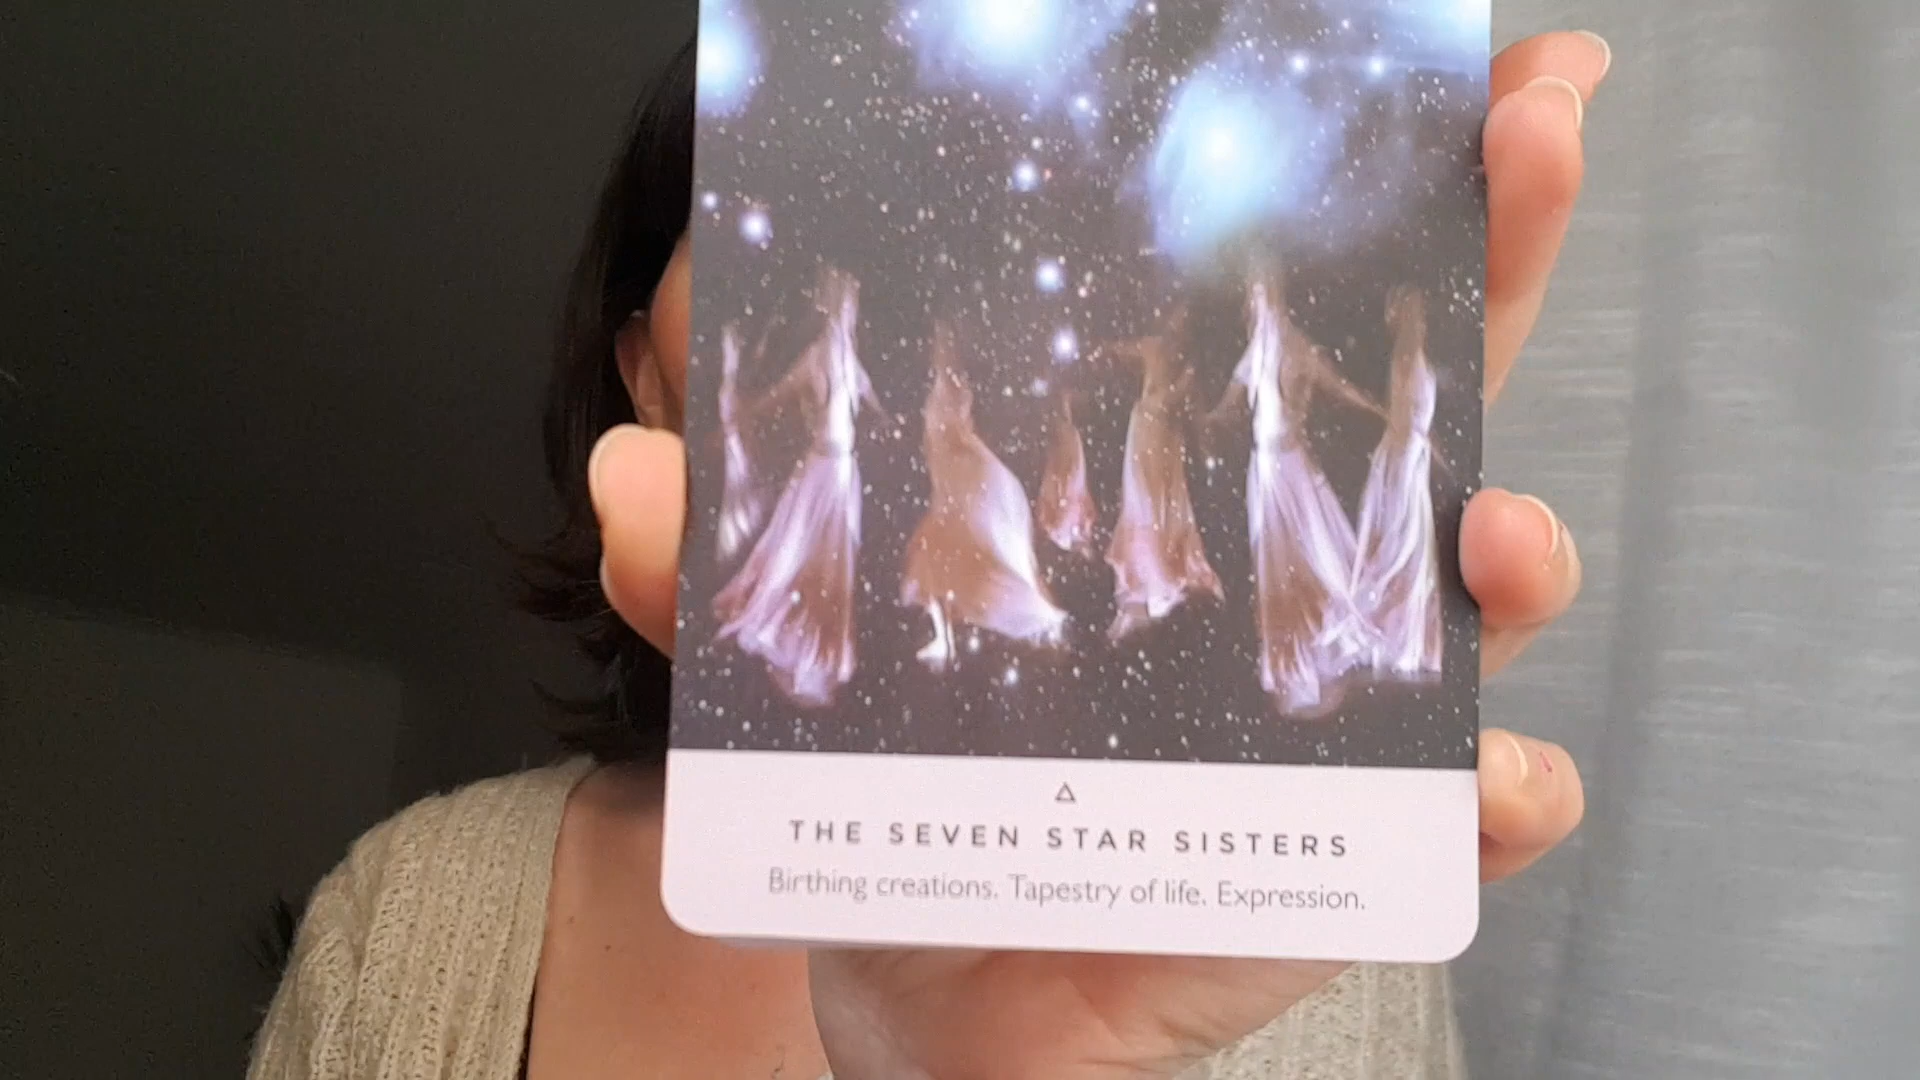 THE SEVEN STAR SISTERS
Birthing creations. Tapestry of life. Expression.